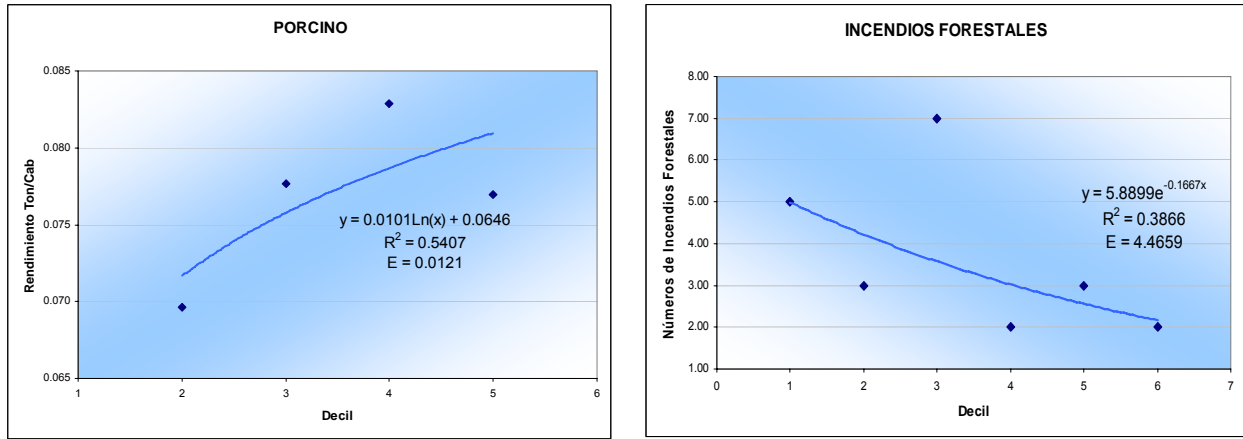 PORCINO
0.085
0.080
0.075
0.070
0.065
Rendimiento Ton/Cab
y = 0.0101Ln(x) + 0.0646
R² = 0.5407
E = 0.0121
1 2 3 4 5 6
Decil
INCENDIOS FORESTALES
8.00
7.00
6.00
5.00
4.00
3.00
2.00
1.00
Números de Incendios Forestales
y = 5.8899e^-0.1667x
R² = 0.3866
E = 4.4659
0 1 2 3 4 5 6 7
Decil